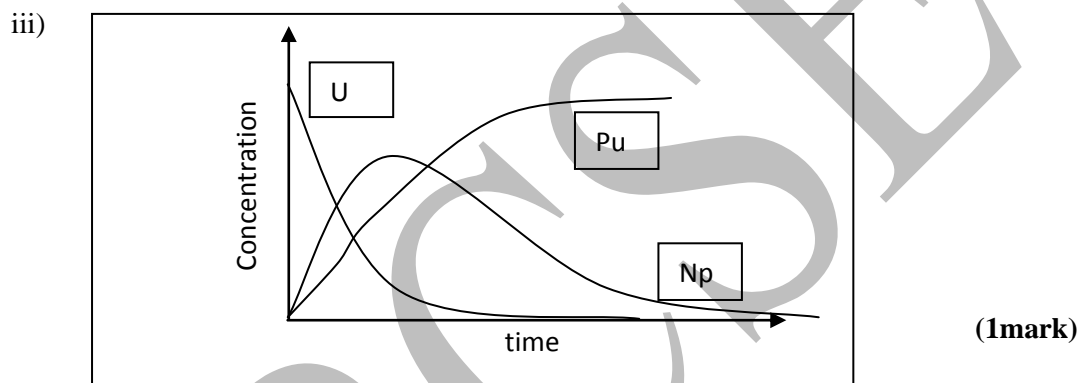 iii)
U
Pu
Np
Concentration
time
(1mark)